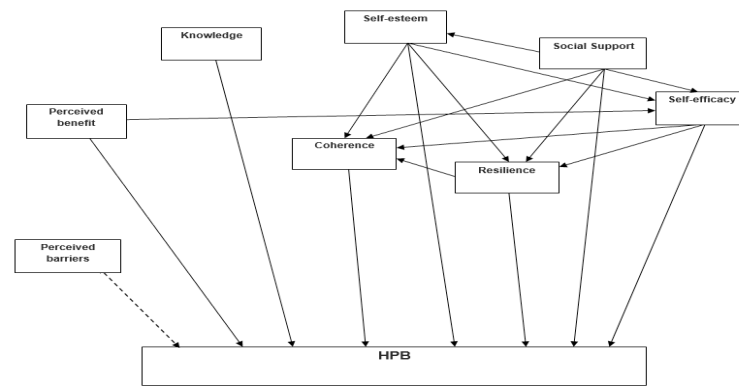 Self-esteem
Knowledge
Social Support
Self-efficacy
Perceived
benefit
Coherence
Resilience
Perceived
barriers
HPB